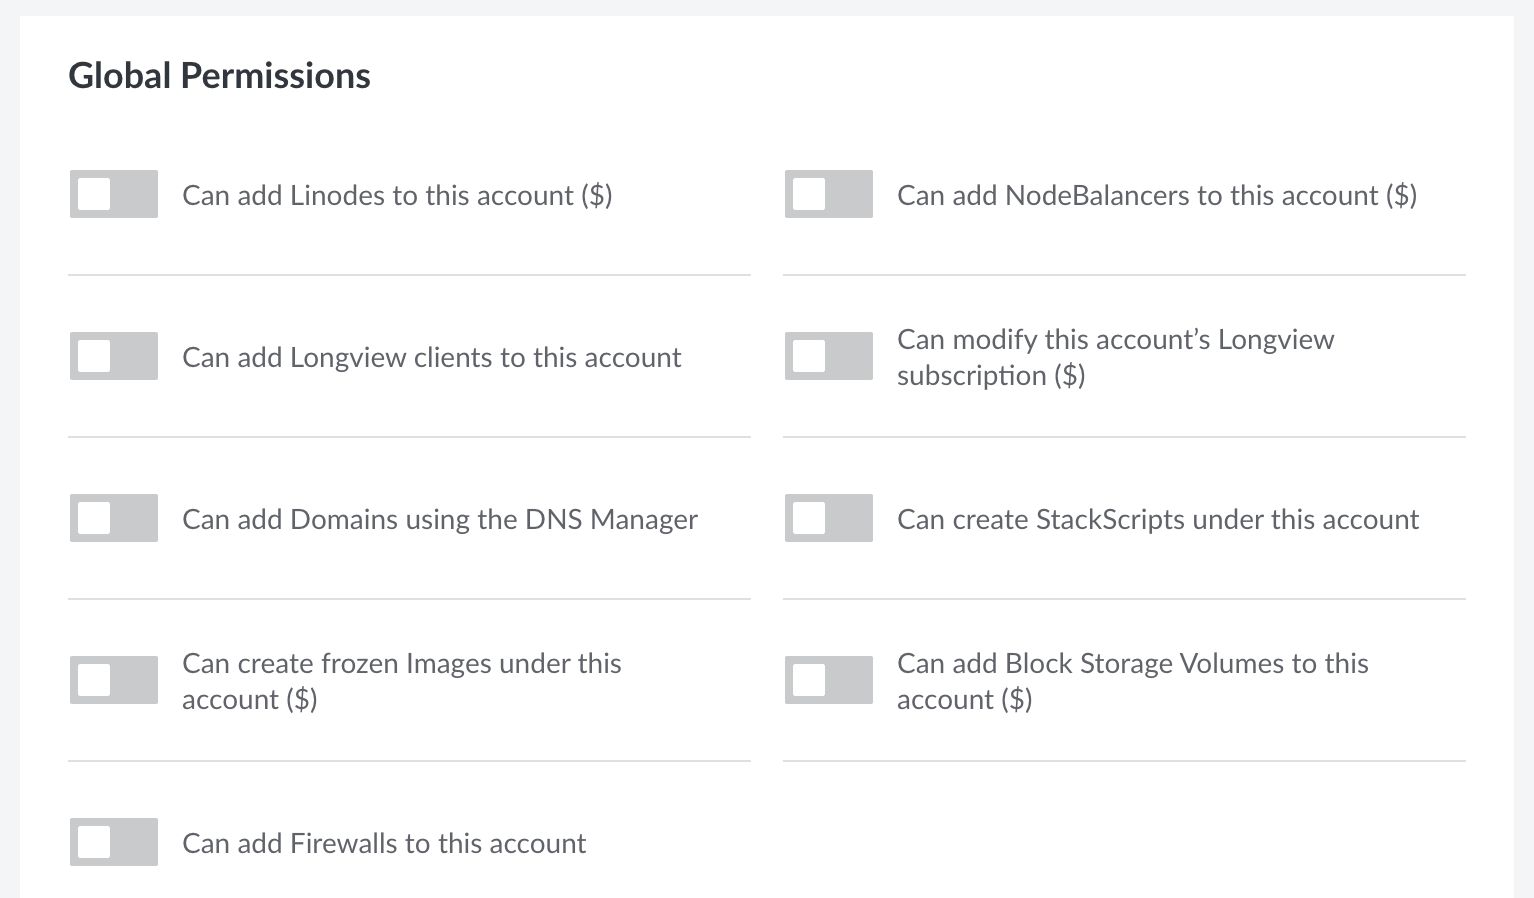 Global Permissions
Can add Linodes to this account ($)
Can add NodeBalancers to this account ($)
Can add Longview clients to this account
Can modify this account’s Longview
subscription ($)
Can add Domains using the DNS Manager
Can create StackScripts under this account
Can create frozen Images under this
account ($)
Can add Block Storage Volumes to this
account ($)
Can add Firewalls to this account